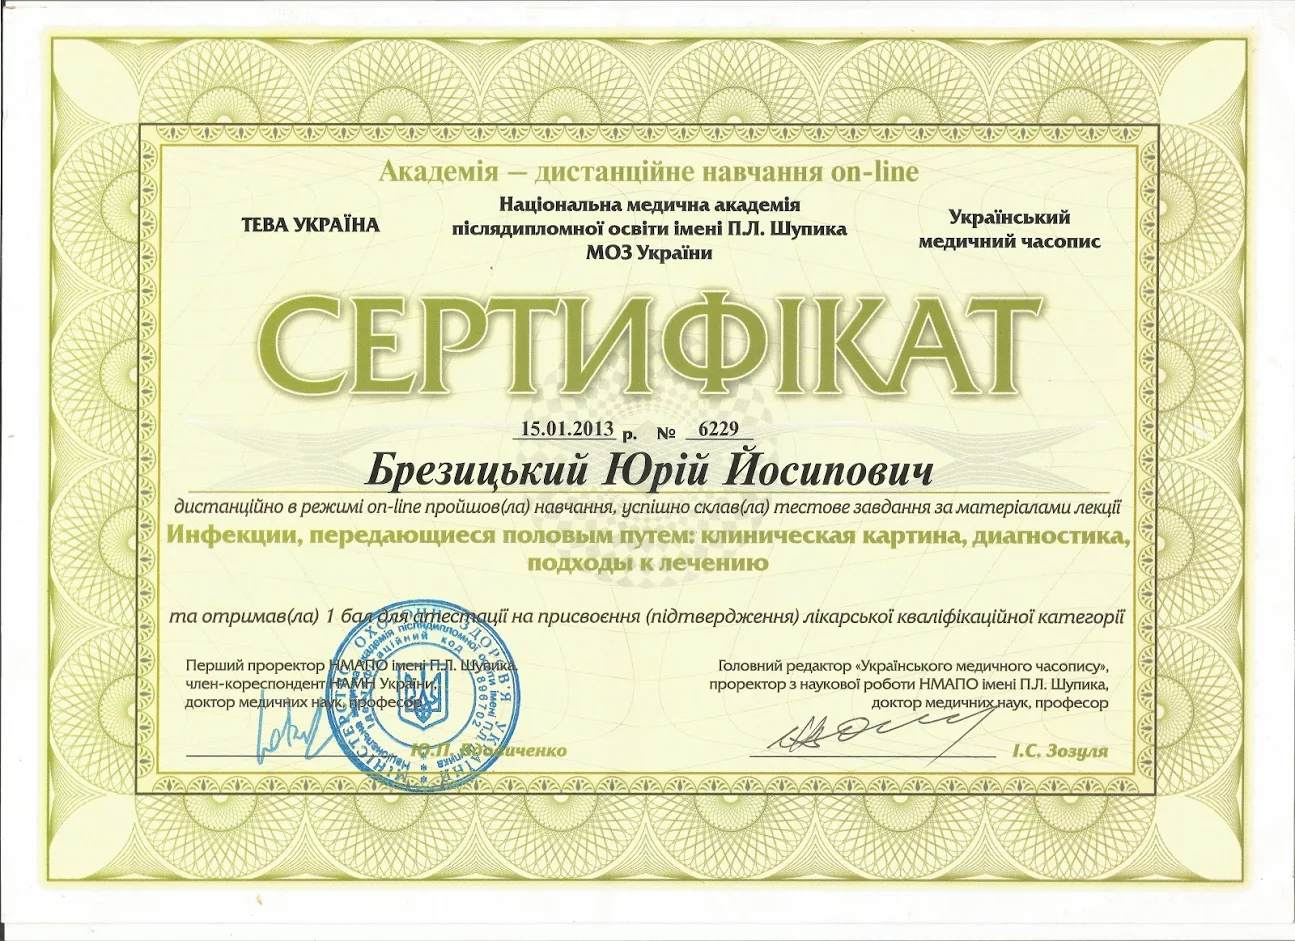 Академія – дистанційне навчання on-line
ТЕВА УКРАЇНА
Національна медична академія
післядипломної освіти імені П.Л. Шупика
МОЗ України
Український
медичний часопис
СЕРТИФІКАТ
15.01.2013 р. № 6229
Брезицький Юрій Йосипович
дистанційно в режимі on-line пройшов(ла) навчання, успішно склав(ла) тестове завдання за матеріалами лекції
Инфекции, передающиеся половым путем: клиническая картина, диагностика,
подходы к лечению
та отримав(ла) 1 бал для атестації на присвоєння (підтвердження) лікарської кваліфікаційної категорії
Перший проректор НМАПО імені П.Л. Шупика,
член-кореспондент НАМН України,
доктор медичних наук, професор
Ю.П. Вдовиченко
Головний редактор «Українського медичного часопису»,
проректор з наукової роботи НМАПО імені П.Л. Шупика,
доктор медичних наук, професор
І.С. Зозуля
МІНІСТЕРСТВО ОХОРОНИ ЗДОРОВ'Я УКРАЇНИ